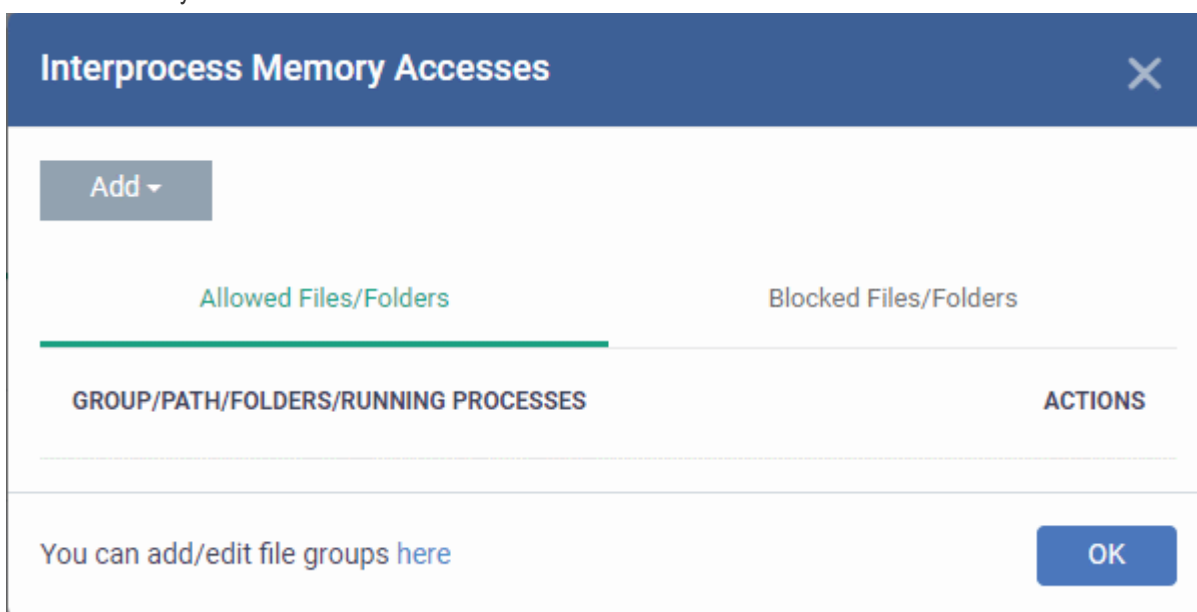 Interprocess Memory Accesses
Add
Allowed Files/Folders
Blocked Files/Folders
GROUP/PATH/FOLDERS/RUNNING PROCESSES
ACTIONS
You can add/edit file groups here
OK